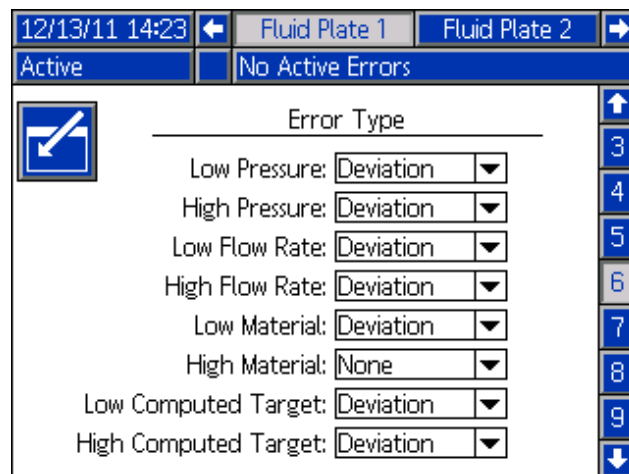 12/13/11 14:23 Fluid Plate 1 Fluid Plate 2
Active No Active Errors
Error Type
Low Pressure: Deviation
3
High Pressure: Deviation
4
Low Flow Rate: Deviation
5
High Flow Rate: Deviation
6
Low Material: Deviation
7
High Material: None
8
Low Computed Target: Deviation
9
High Computed Target: Deviation